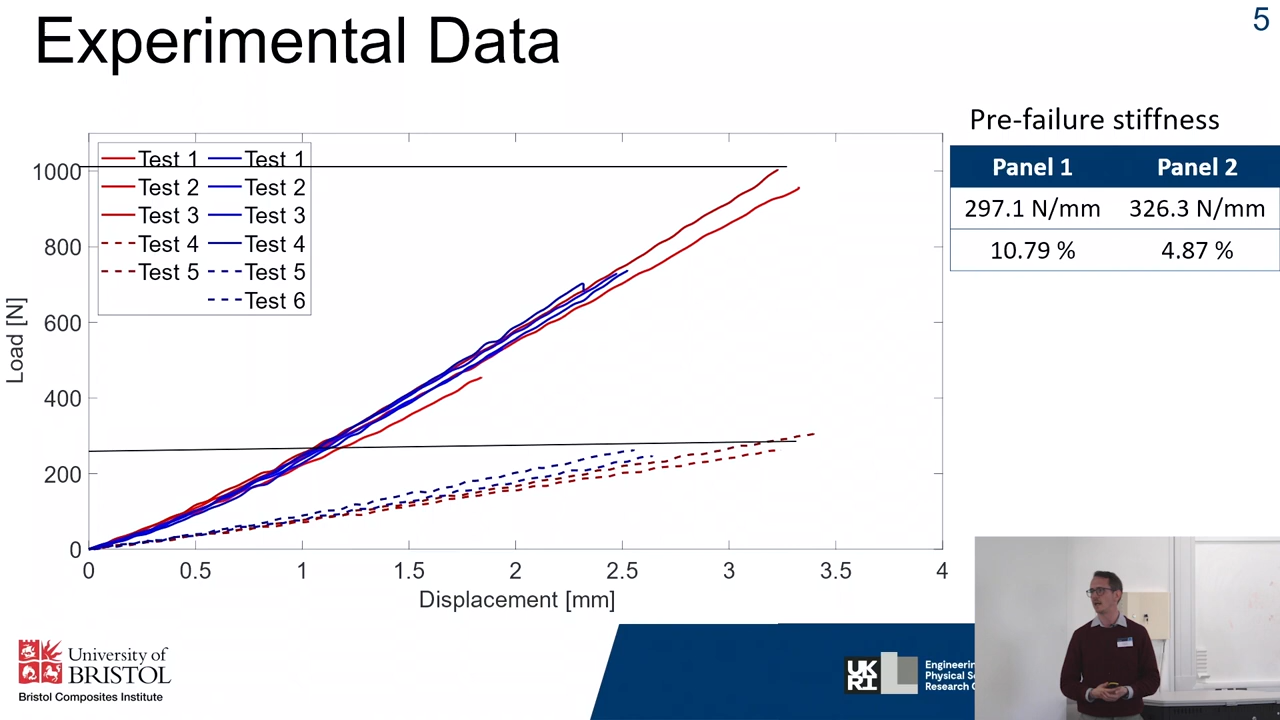 Experimental Data
5
Pre-failure stiffness
Panel 1 Panel 2
297.1 N/mm 326.3 N/mm
10.79 % 4.87 %
Test 1 Test 1
Test 2 Test 2
Test 3 Test 3
Test 4 Test 4
Test 5 Test 5
Test 6
Load [N]
1000
800
600
400
200
0
0 0.5 1 1.5 2 2.5 3 3.5 4
Displacement [mm]
University of
BRISTOL
Bristol Composites Institute
UK
RI
Engineerin
Physical S
Research